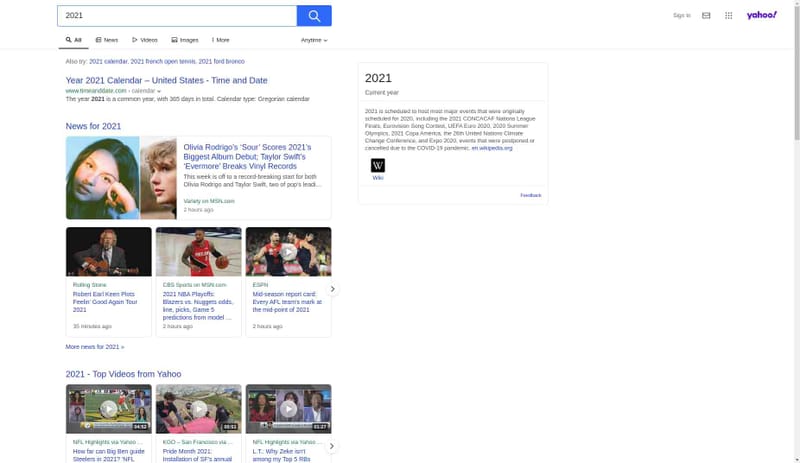 2021
Sign In
yahoo!
All
News
Videos
Images
More
Anytime
Also try: 2021 calendar, 2021 french open tennis, 2021 ford bronco
Year 2021 Calendar – United States - Time and Date
www.timeanddate.com › calendar
The year 2021 is a common year, with 365 days in total. Calendar type: Gregorian calendar
News for 2021
Olivia Rodrigo's 'Sour' Scores 2021's
Biggest Album Debut; Taylor Swift's
'Evermore' Breaks Vinyl Records
This week is off to a record-breaking start for both
Olivia Rodrigo and Taylor Swift, two of pop's leadi...
Variety on MSN.com
2 hours ago
Rolling Stone
Robert Earl Keen Plots
Feelin' Good Again Tour
2021
35 minutes ago
CBS Sports on MSN.com
2021 NBA Playoffs:
Blazers vs. Nuggets odds,
line, picks, Game 5
predictions from model ...
2 hours ago
ESPN
Mid-season report card:
Every AFL team's mark at
the mid-point of 2021
2 hours ago
More news for 2021 »
2021 - Top Videos from Yahoo
04:52
00:51
01:27
NFL Highlights via Yahoo ...
How far can Big Ben guide
Steelers in 2021? 'NFL
KGO – San Francisco via ...
Pride Month 2021:
Installation of SF's annual
NFL Highlights via Yahoo ...
L.T.: Why Zeke isn't
among my Top 5 RBs
2021
Current year
2021 is scheduled to host most major events that were originally
scheduled for 2020, including the 2021 CONCACAF Nations League
Finals, Eurovision Song Contest, UEFA Euro 2020, 2020 Summer
Olympics, 2021 Copa America, the 26th United Nations Climate
Change Conference, and Expo 2020, events that were postponed or
cancelled due to the COVID-19 pandemic. en.wikipedia.org
W
Wiki
Feedback